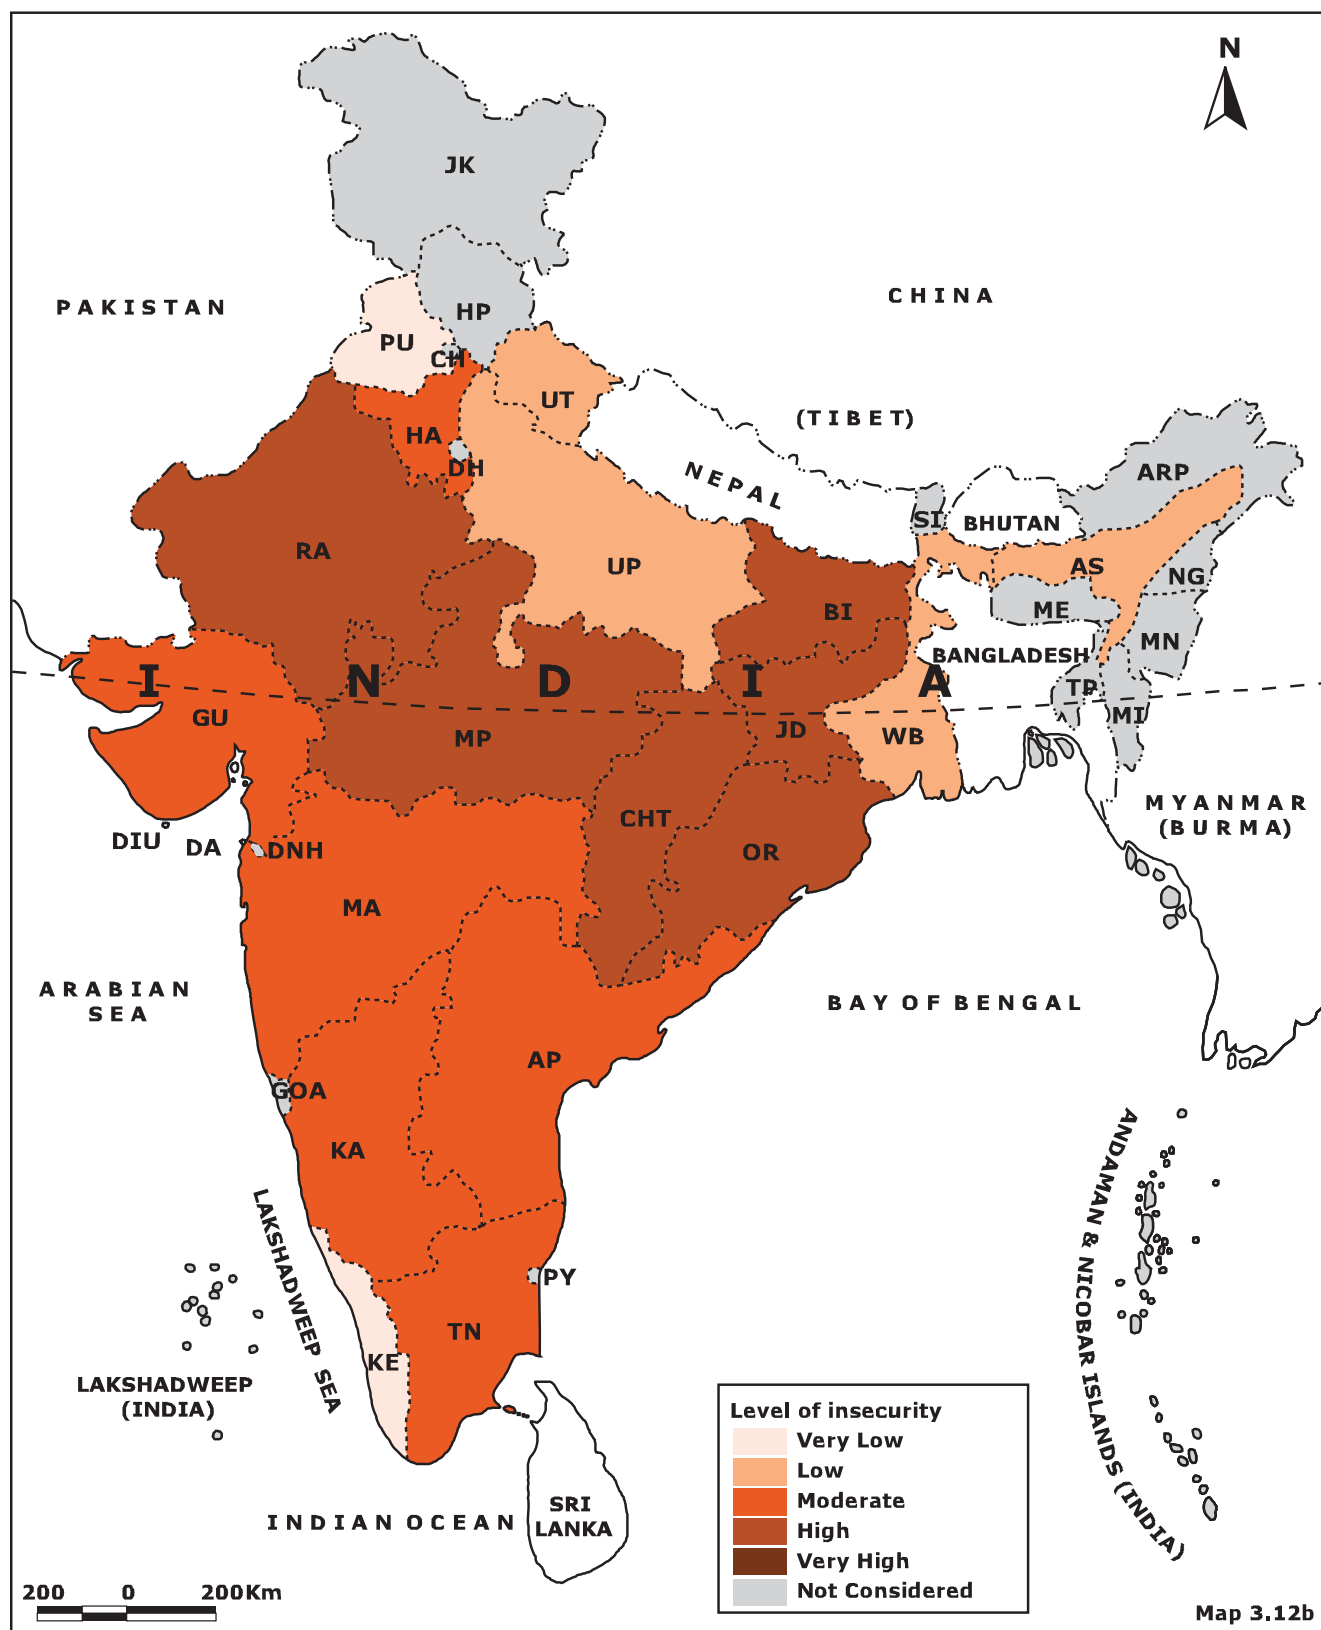 N
JK
PAKISTAN
HP
CHINA
PU
CH
UT
(TIBET)
HA
DH
NEPAL
ARP
SI
BHUTAN
RA
UP
AS
NG
BI
ME
MN
BANGLADESH
I N D I A
TP
GU
MI
MP
JD
WB
MYANMAR
(BURMA)
CHT
DIU
DA
DNH
OR
MA
ARABIAN
SEA
BAY OF BENGAL
AP
GOA
KA
ANDAMAN & NICOBAR ISLANDS (INDIA)
LAKSHADWEEP SEA
PY
TN
KE
LAKSHADWEEP
(INDIA)
Level of insecurity
Very Low
Low
Moderate
High
Very High
Not Considered
INDIAN OCEAN
SRI
LANKA
200 0 200Km
Map 3.12b